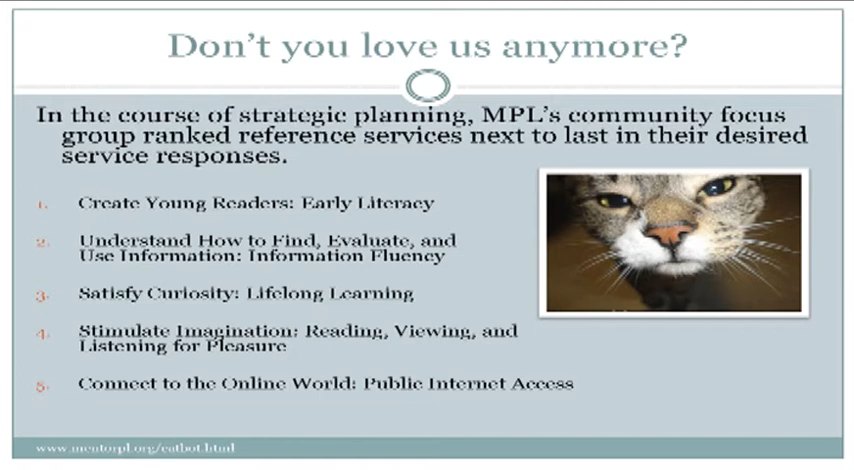 Don't you love us anymore?
In the course of strategic planning, MPL's community focus
group ranked reference services next to last in their desired
service responses.
1. Create Young Readers: Early Literacy
2. Understand How to Find, Evaluate, and
Use Information: Information Fluency
3. Satisfy Curiosity: Lifelong Learning
4. Stimulate Imagination: Reading, Viewing, and
Listening for Pleasure
5. Connect to the Online World: Public Internet Access
www.mentorpl.org/catbot.html